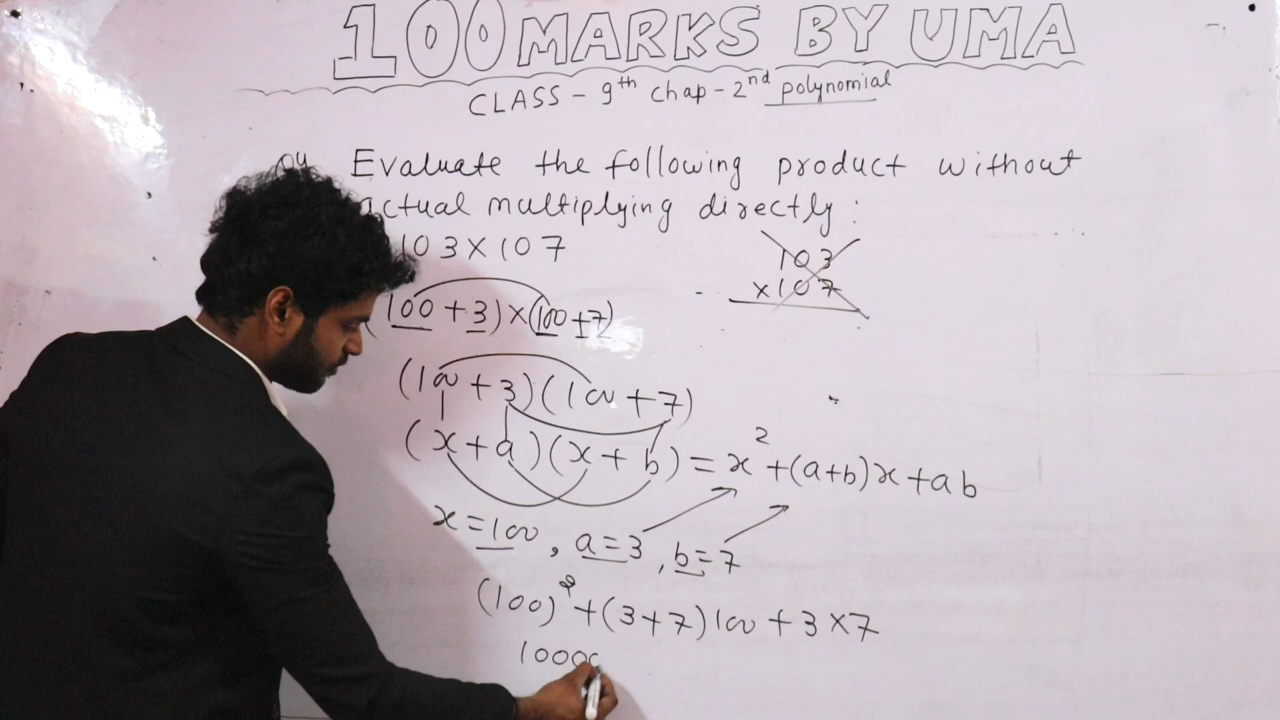 100 MARKS BY UMA
CLASS - 9th chap - 2nd polynomial
Evaluate the following product without
actual multiplying directly :
103 × 107
103
×107
(100 + 3) × (100 + 7)
(100 + 3)(100 + 7)
(x + a)(x + b) = x² + (a+b)x + ab
x = 100, a = 3, b = 7
(100)² + (3+7)100 + 3 × 7
10000